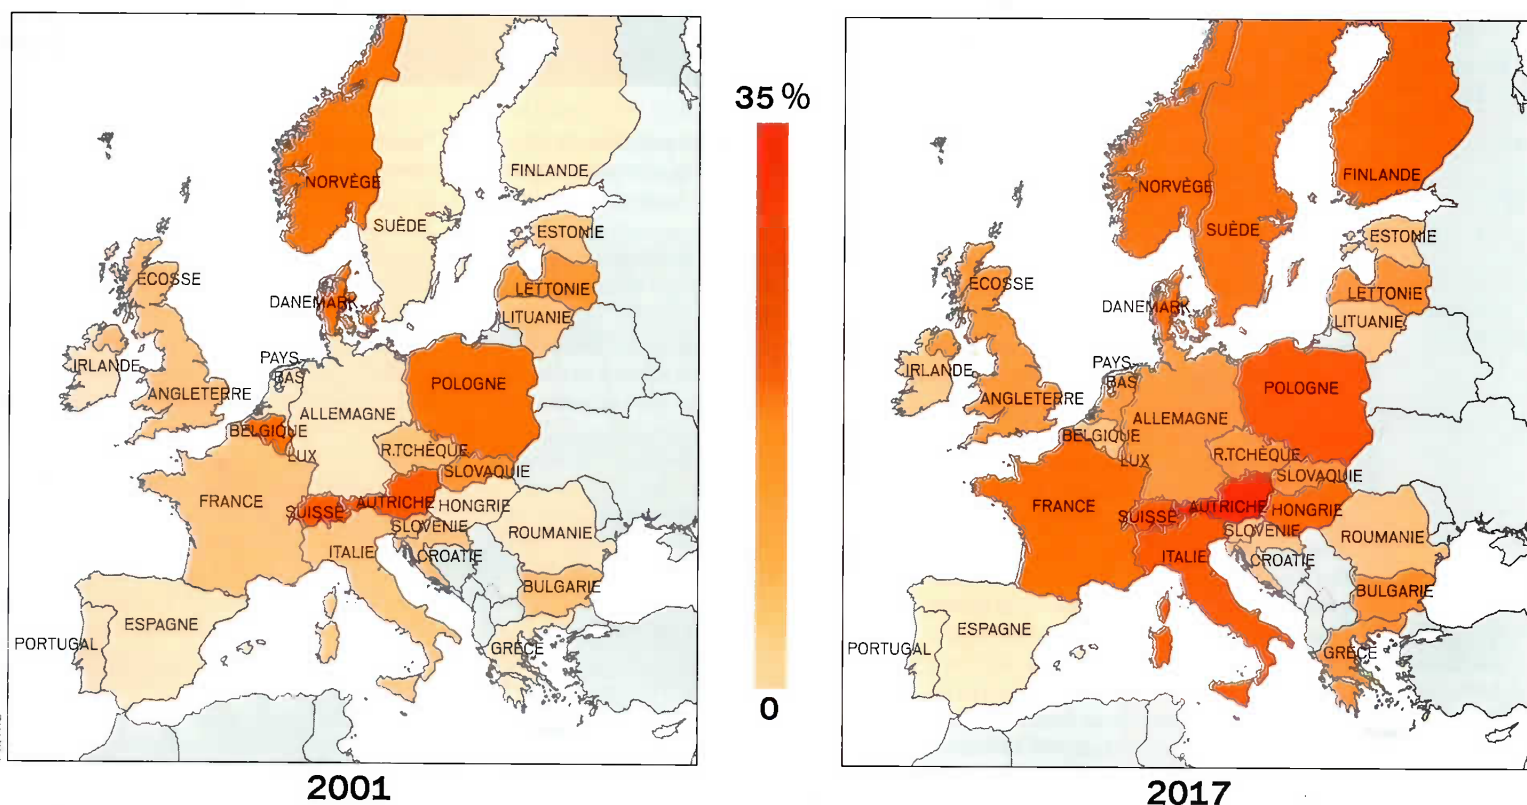 NORVÈGE
FINLANDE
SUÈDE
ESTONIE
ECOSSE
LETTONIE
DANEMARK
LITUANIE
IRLANDE
PAYS
BAS
POLOGNE
ANGLETERRE
ALLEMAGNE
BELGIQUE
LUX
R.TCHÈQUE
SLOVAQUIE
FRANCE
SUISSE
AUTRICHE
HONGRIE
SLOVÉNIE
ROUMANIE
ITALIE
CROATIE
BULGARIE
ESPAGNE
PORTUGAL
GRÈCE
2001
35 %
0
NORVÈGE
FINLANDE
SUÈDE
ESTONIE
ECOSSE
LETTONIE
DANEMARK
LITUANIE
IRLANDE
PAYS
BAS
POLOGNE
ANGLETERRE
ALLEMAGNE
BELGIQUE
LUX
R.TCHÈQUE
SLOVAQUIE
FRANCE
SUISSE
AUTRICHE
HONGRIE
SLOVÉNIE
ROUMANIE
ITALIE
CROATIE
BULGARIE
ESPAGNE
PORTUGAL
GRÈCE
2017